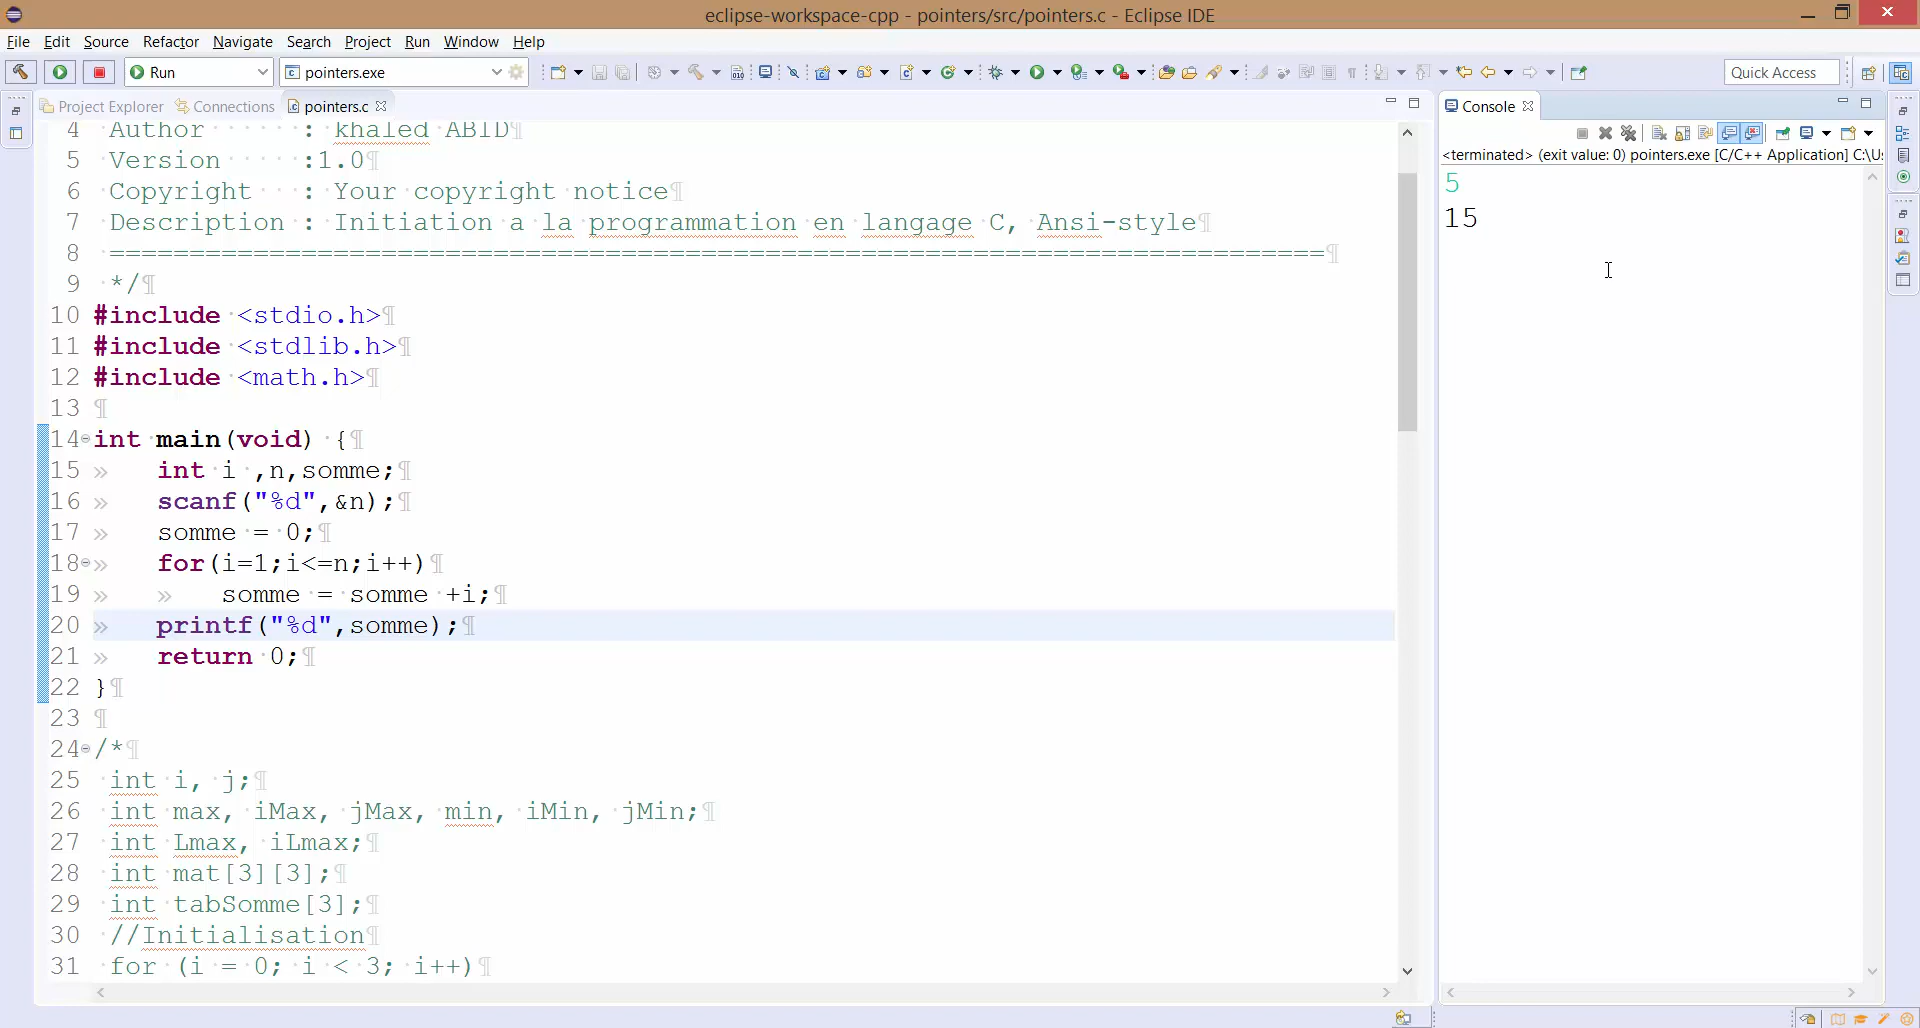 eclipse-workspace-cpp - pointers/src/pointers.c - Eclipse IDE
File Edit Source Refactor Navigate Search Project Run Window Help
Run pointers.exe Quick Access
Project Explorer Connections pointers.c Console
4 Author : khaled ABID
5 Version :1.0
6 Copyright : Your copyright notice
7 Description : Initiation a la programmation en langage C, Ansi-style
8 ============================================================================
9 */
10 #include <stdio.h>
11 #include <stdlib.h>
12 #include <math.h>
13
14 int main(void) {
15 int i ,n,somme;
16 scanf("%d",&n);
17 somme = 0;
18 for(i=1;i<=n;i++)
19 somme = somme +i;
20 printf("%d",somme);
21 return 0;
22 }
23
24 /*
25 int i, j;
26 int max, iMax, jMax, min, iMin, jMin;
27 int Lmax, iLmax;
28 int mat[3][3];
29 int tabSomme[3];
30 //Initialisation
31 for (i = 0; i < 3; i++)
<terminated> (exit value: 0) pointers.exe [C/C++ Application] C:\U
5
15